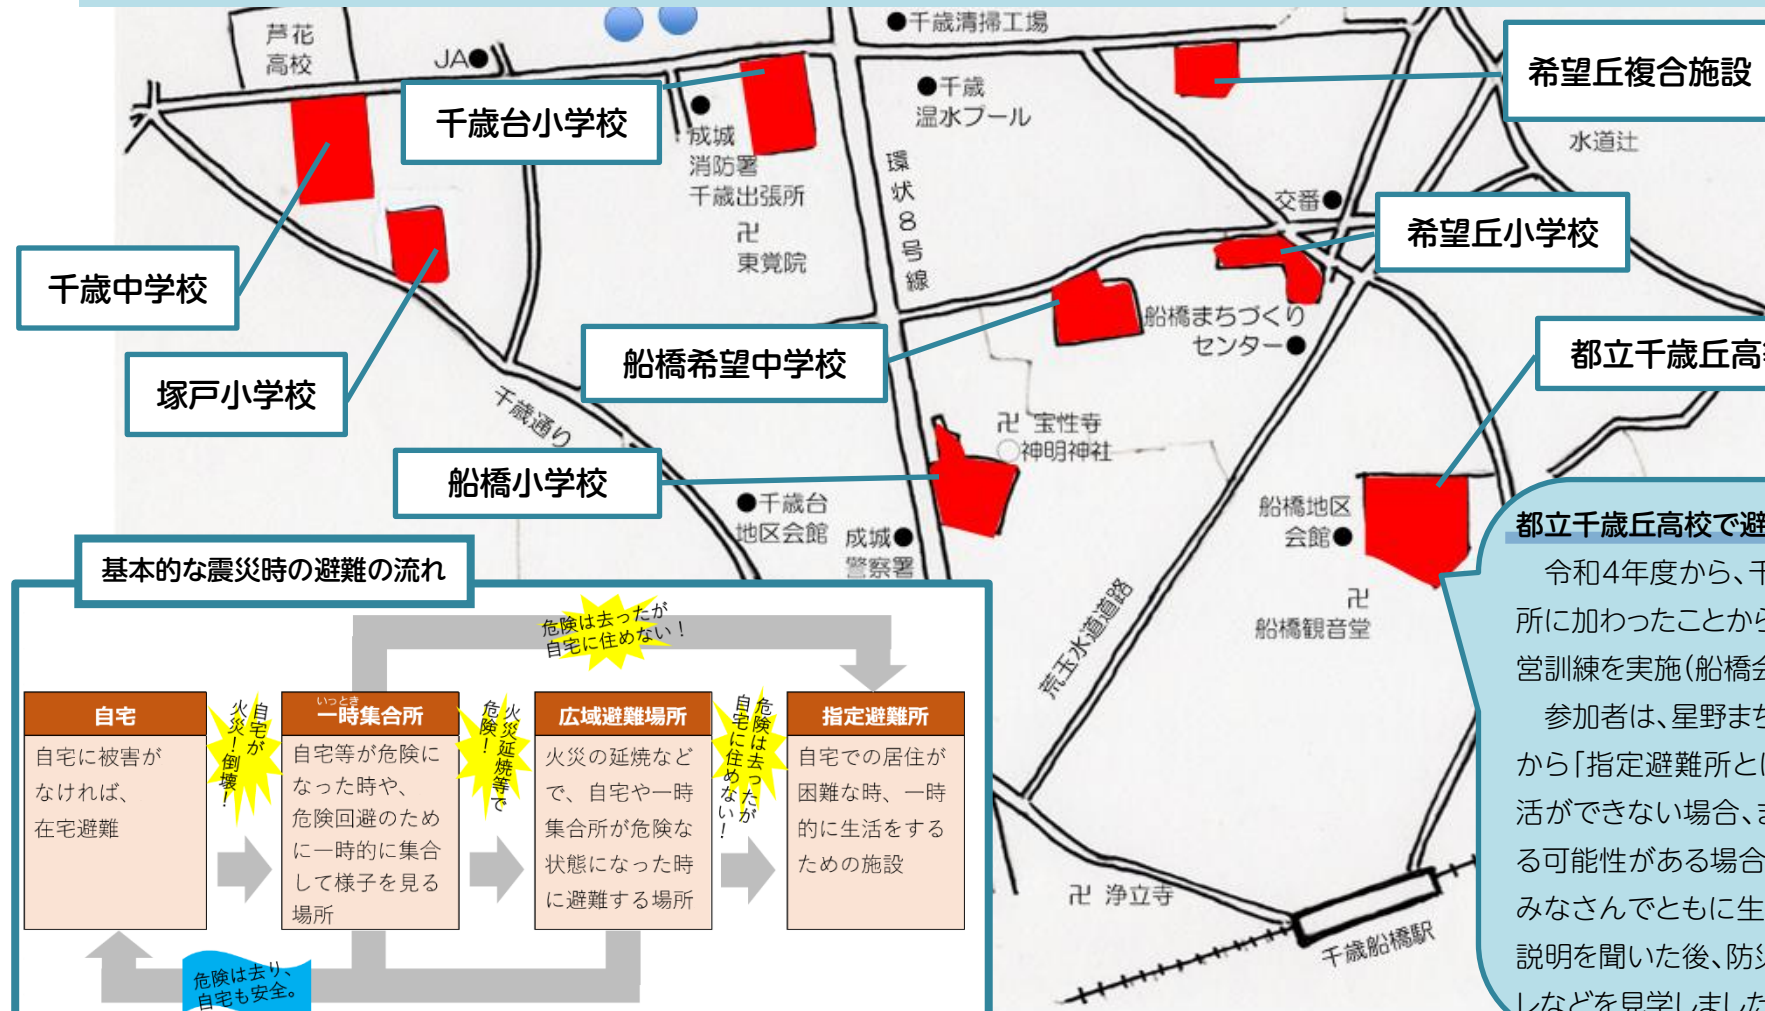 芦花
高校
JA
千歳清掃工場
希望丘複合施設
千歳台小学校
千歳
温水プール
水道辻
成城
消防署
千歳出張所
卍
東覚院
環状8号線
交番
希望丘小学校
千歳中学校
船橋まちづくり
センター
船橋希望中学校
都立千歳丘高
塚戸小学校
千歳通り
卍 宝性寺
神明神社
船橋小学校
千歳台
地区会館
成城
警察署
船橋地区
会館
卍
船橋観音堂
荒玉水道道路
卍 浄立寺
千歳船橋駅
都立千歳丘高校で避
令和4年度から、千
所に加わったことから
営訓練を実施(船橋会
参加者は、星野まち
から「指定避難所とは
活ができない場合、ま
る可能性がある場合
みなさんでともに生
説明を聞いた後、防災
レなどを見学しました
基本的な震災時の避難の流れ
危険は去ったが
自宅に住めない！
自宅
自宅に被害が
なければ、
在宅避難
自宅が
火災！倒壊！
いっとき
一時集合所
自宅等が危険に
なった時や、
危険回避のため
に一時的に集合
して様子を見る
場所
火災延焼等で
危険！
広域避難場所
火災の延焼など
で、自宅や一時
集合所が危険な
状態になった時
に避難する場所
危険は去ったが
自宅に住めない！
指定避難所
自宅での居住が
困難な時、一時
的に生活をする
ための施設
危険は去り、
自宅も安全。